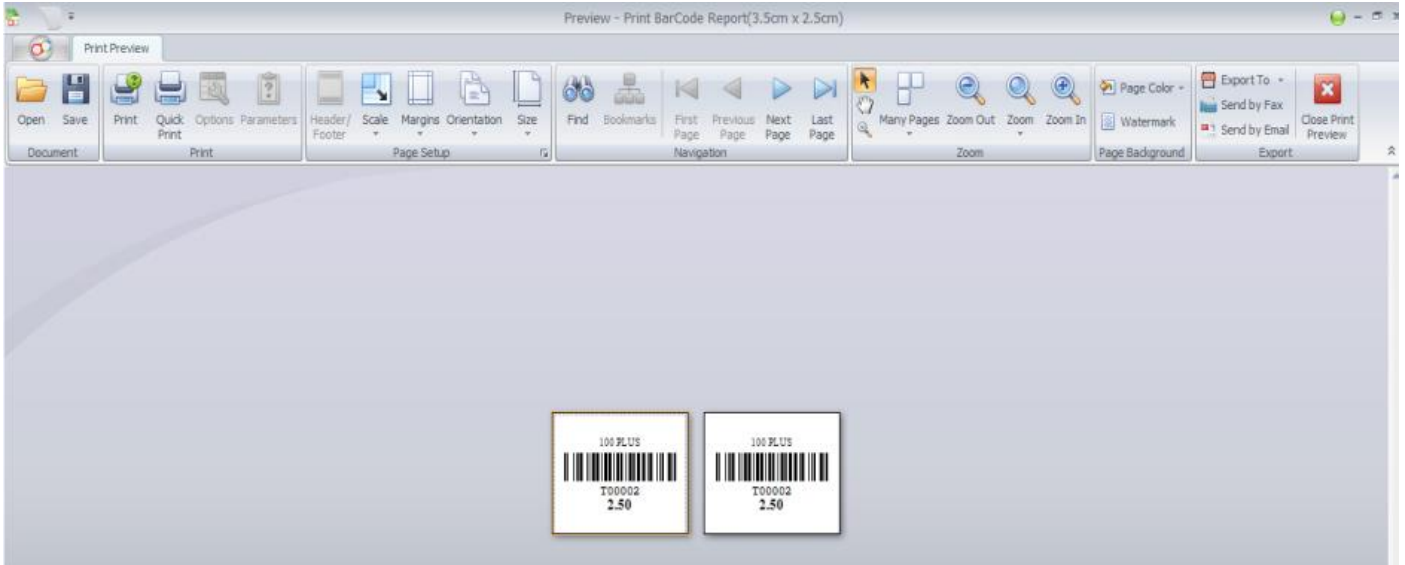 Preview - Print BarCode Report(3.5cm x 2.5cm)
Print Preview
Open
Save
Document
Print
Quick Print
Options
Parameters
Print
Header/ Footer
Scale
Margins
Orientation
Size
Page Setup
Find
Bookmarks
First Page
Previous Page
Next Page
Last Page
Navigation
Many Pages
Zoom Out
Zoom
Zoom In
Zoom
Page Color
Watermark
Page Background
Export To
Send by Fax
Send by Email
Close Print Preview
Export
100 PLUS
T00002
2.50
100 PLUS
T00002
2.50